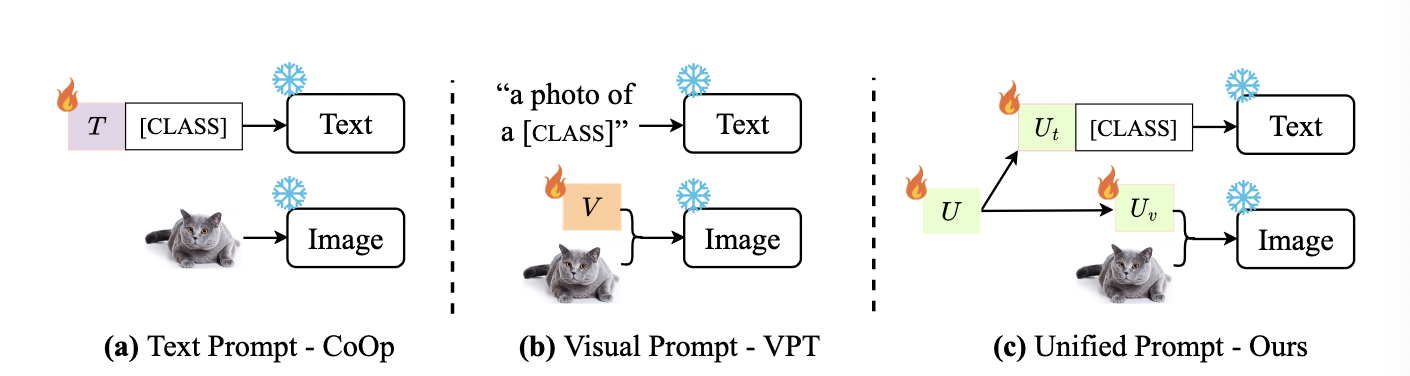 T [CLASS] Text
Image
(a) Text Prompt - CoOp
“a photo of
a [CLASS]” Text
V
Image
(b) Visual Prompt - VPT
U_t [CLASS] Text
U U_v
Image
(c) Unified Prompt - Ours